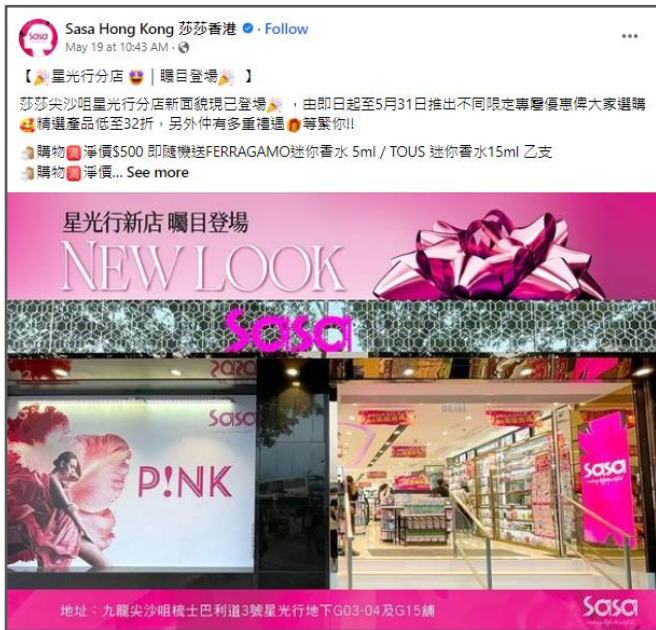 Sasa Hong Kong 莎莎香港 · Follow
May 19 at 10:43 AM ·
【🎉星光行分店 🤩 | 矚目登場🎉 】
莎莎尖沙咀星光行分店新面貌現已登場🎉 ，由即日起至5月31日推出不同限定專屬優惠俾大家選購
🥰精選產品低至32折，另外仲有多重禮遇🎁等緊你!!
🧻購物🈵淨價$500 即隨機送FERRAGAMO迷你香水 5ml / TOUS 迷你香水15ml 乙支
🧻購物🈵淨價... See more
星光行新店 矚目登場
NEW LOOK
sasa
sasa
P!NK
sasa
making life beautiful
地址：九龍尖沙咀梳士巴利道3號星光行地下G03-04及G15舖
sasa
making life beautiful